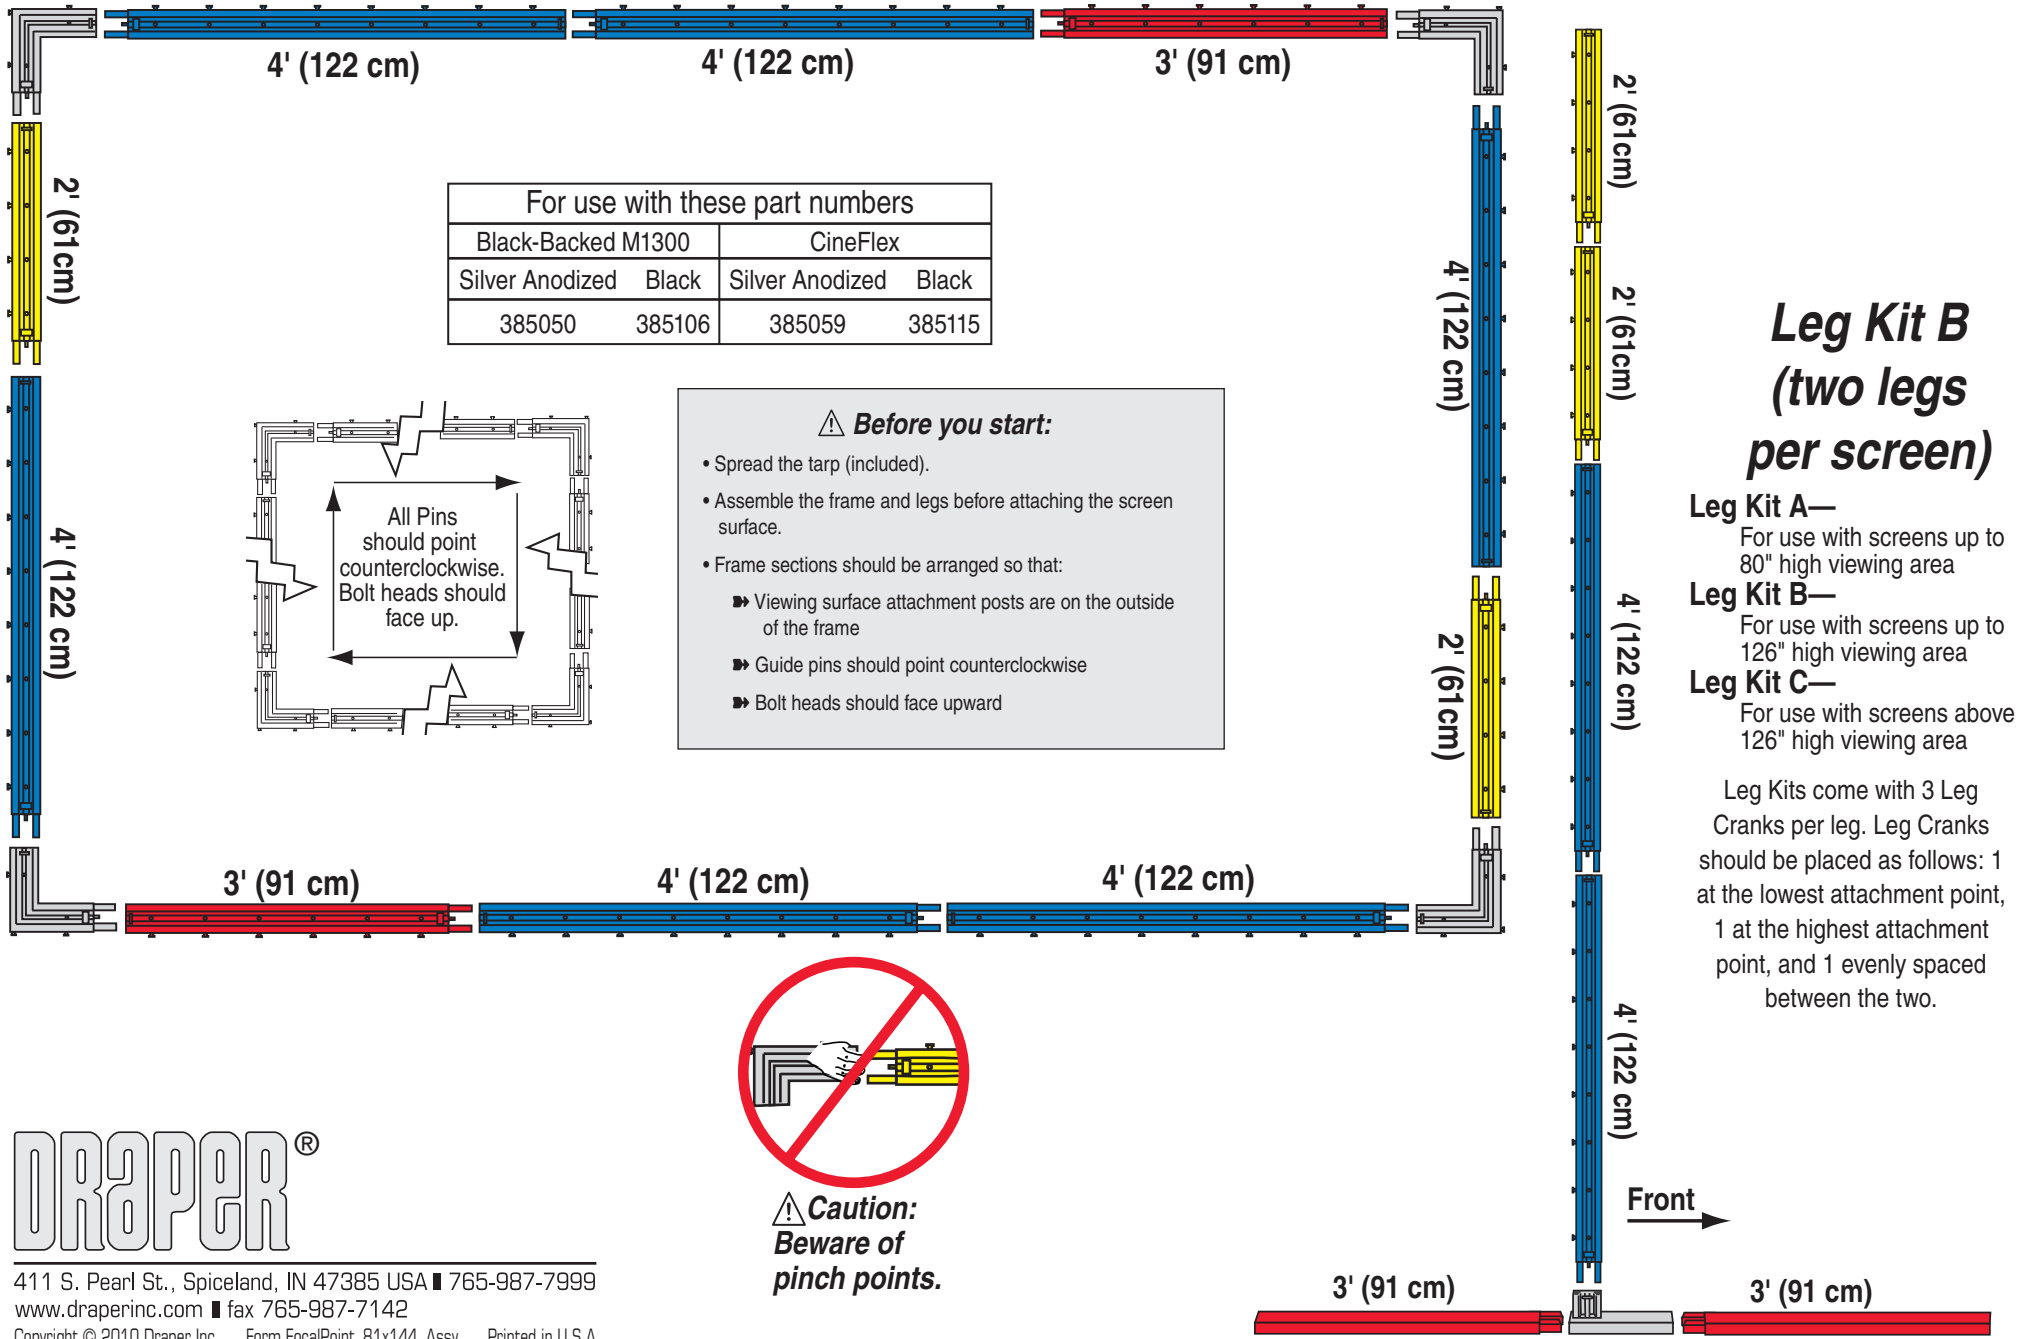 4' (122 cm)
4' (122 cm)
3' (91 cm)
2' (61cm)
4' (122 cm)
For use with these part numbers
Black-Backed M1300 CineFlex
Silver Anodized Black Silver Anodized Black
385050 385106 385059 385115
All Pins
should point
counterclockwise.
Bolt heads should
face up.
⚠ Before you start:
• Spread the tarp (included).
• Assemble the frame and legs before attaching the screen
surface.
• Frame sections should be arranged so that:
➽ Viewing surface attachment posts are on the outside
of the frame
➽ Guide pins should point counterclockwise
➽ Bolt heads should face upward
4' (122 cm)
2' (61cm)
3' (91 cm)
4' (122 cm)
4' (122 cm)
2' (61cm)
2' (61cm)
4' (122 cm)
4' (122 cm)
Leg Kit B
(two legs
per screen)
Leg Kit A—
For use with screens up to
80" high viewing area
Leg Kit B—
For use with screens up to
126" high viewing area
Leg Kit C—
For use with screens above
126" high viewing area
Leg Kits come with 3 Leg
Cranks per leg. Leg Cranks
should be placed as follows: 1
at the lowest attachment point,
1 at the highest attachment
point, and 1 evenly spaced
between the two.
Front
3' (91 cm)
3' (91 cm)
⚠ Caution:
Beware of
pinch points.
DRAPER®
411 S. Pearl St., Spiceland, IN 47385 USA ▮ 765-987-7999
www.draperinc.com ▮ fax 765-987-7142
Copyright © 2010 Draper Inc. Form FocalPoint_81x144_Assy Printed in U.S.A.